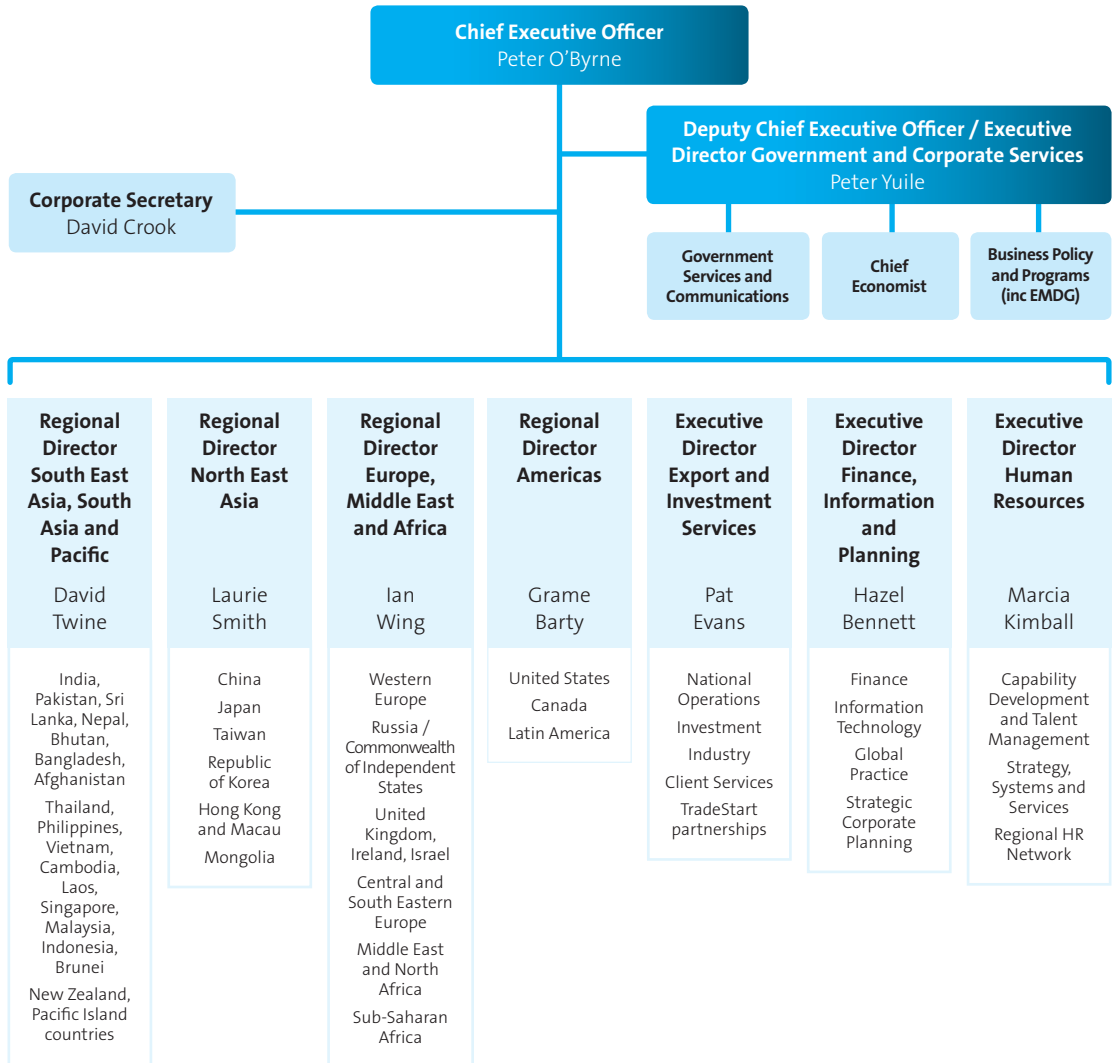 Chief Executive Officer
Peter O’Byrne
Deputy Chief Executive Officer / Executive
Director Government and Corporate Services
Peter Yuile
Corporate Secretary
David Crook
Government
Services and
Communications
Chief
Economist
Business Policy
and Programs
(inc EMDG)
Regional
Director
South East
Asia, South
Asia and
Pacific
David
Twine
India,
Pakistan, Sri
Lanka, Nepal,
Bhutan,
Bangladesh,
Afghanistan
Thailand,
Philippines,
Vietnam,
Cambodia,
Laos,
Singapore,
Malaysia,
Indonesia,
Brunei
New Zealand,
Pacific Island
countries
Regional
Director
North East
Asia
Laurie
Smith
China
Japan
Taiwan
Republic
of Korea
Hong Kong
and Macau
Mongolia
Regional
Director
Europe,
Middle East
and Africa
Ian
Wing
Western
Europe
Russia /
Commonwealth
of Independent
States
United
Kingdom,
Ireland, Israel
Central and
South Eastern
Europe
Middle East
and North
Africa
Sub-Saharan
Africa
Regional
Director
Americas
Grame
Barty
United States
Canada
Latin America
Executive
Director
Export and
Investment
Services
Pat
Evans
National
Operations
Investment
Industry
Client Services
TradeStart
partnerships
Executive
Director
Finance,
Information
and
Planning
Hazel
Bennett
Finance
Information
Technology
Global
Practice
Strategic
Corporate
Planning
Executive
Director
Human
Resources
Marcia
Kimball
Capability
Development
and Talent
Management
Strategy,
Systems and
Services
Regional HR
Network